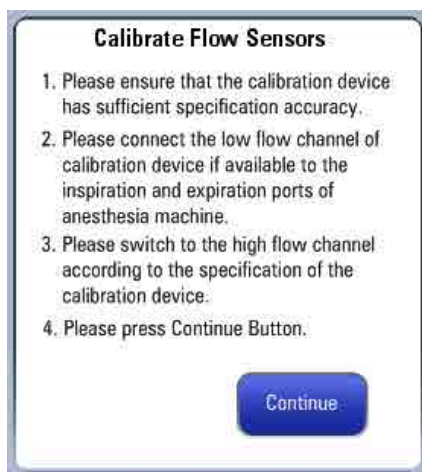 Calibrate Flow Sensors
1. Please ensure that the calibration device
has sufficient specification accuracy.
2. Please connect the low flow channel of
calibration device if available to the
inspiration and expiration ports of
anesthesia machine.
3. Please switch to the high flow channel
according to the specification of the
calibration device.
4. Please press Continue Button.
Continue